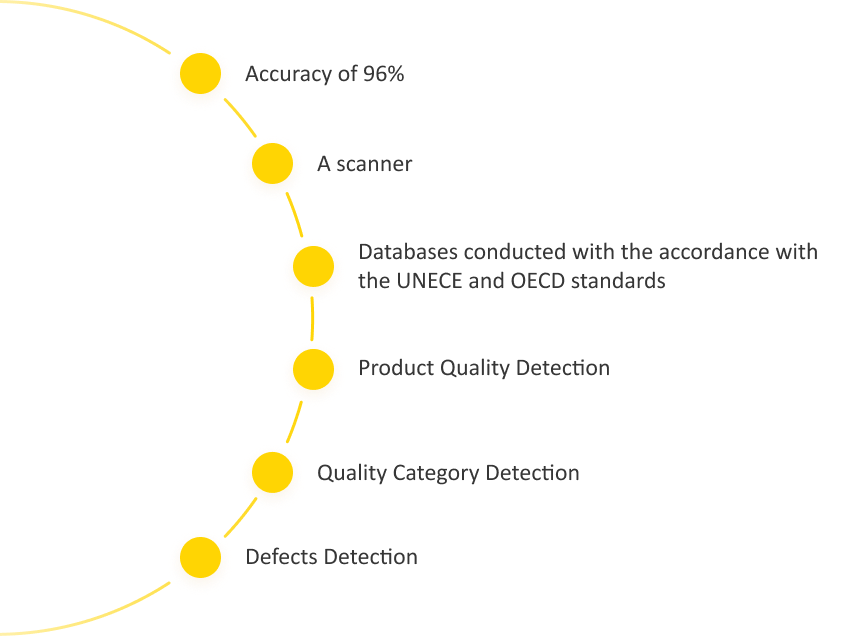 Accuracy of 96%
A scanner
Databases conducted with the accordance with
the UNECE and OECD standards
Product Quality Detection
Quality Category Detection
Defects Detection